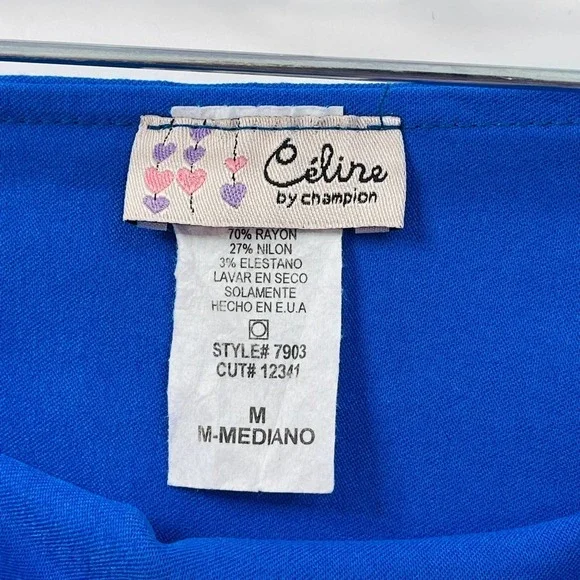 Céline
by champion
70% RAYON
27% NILON
3% ELESTANO
LAVAR EN SECO
SOLAMENTE
HECHO EN E.U.A
STYLE# 7903
CUT# 12341
M
M-MEDIANO